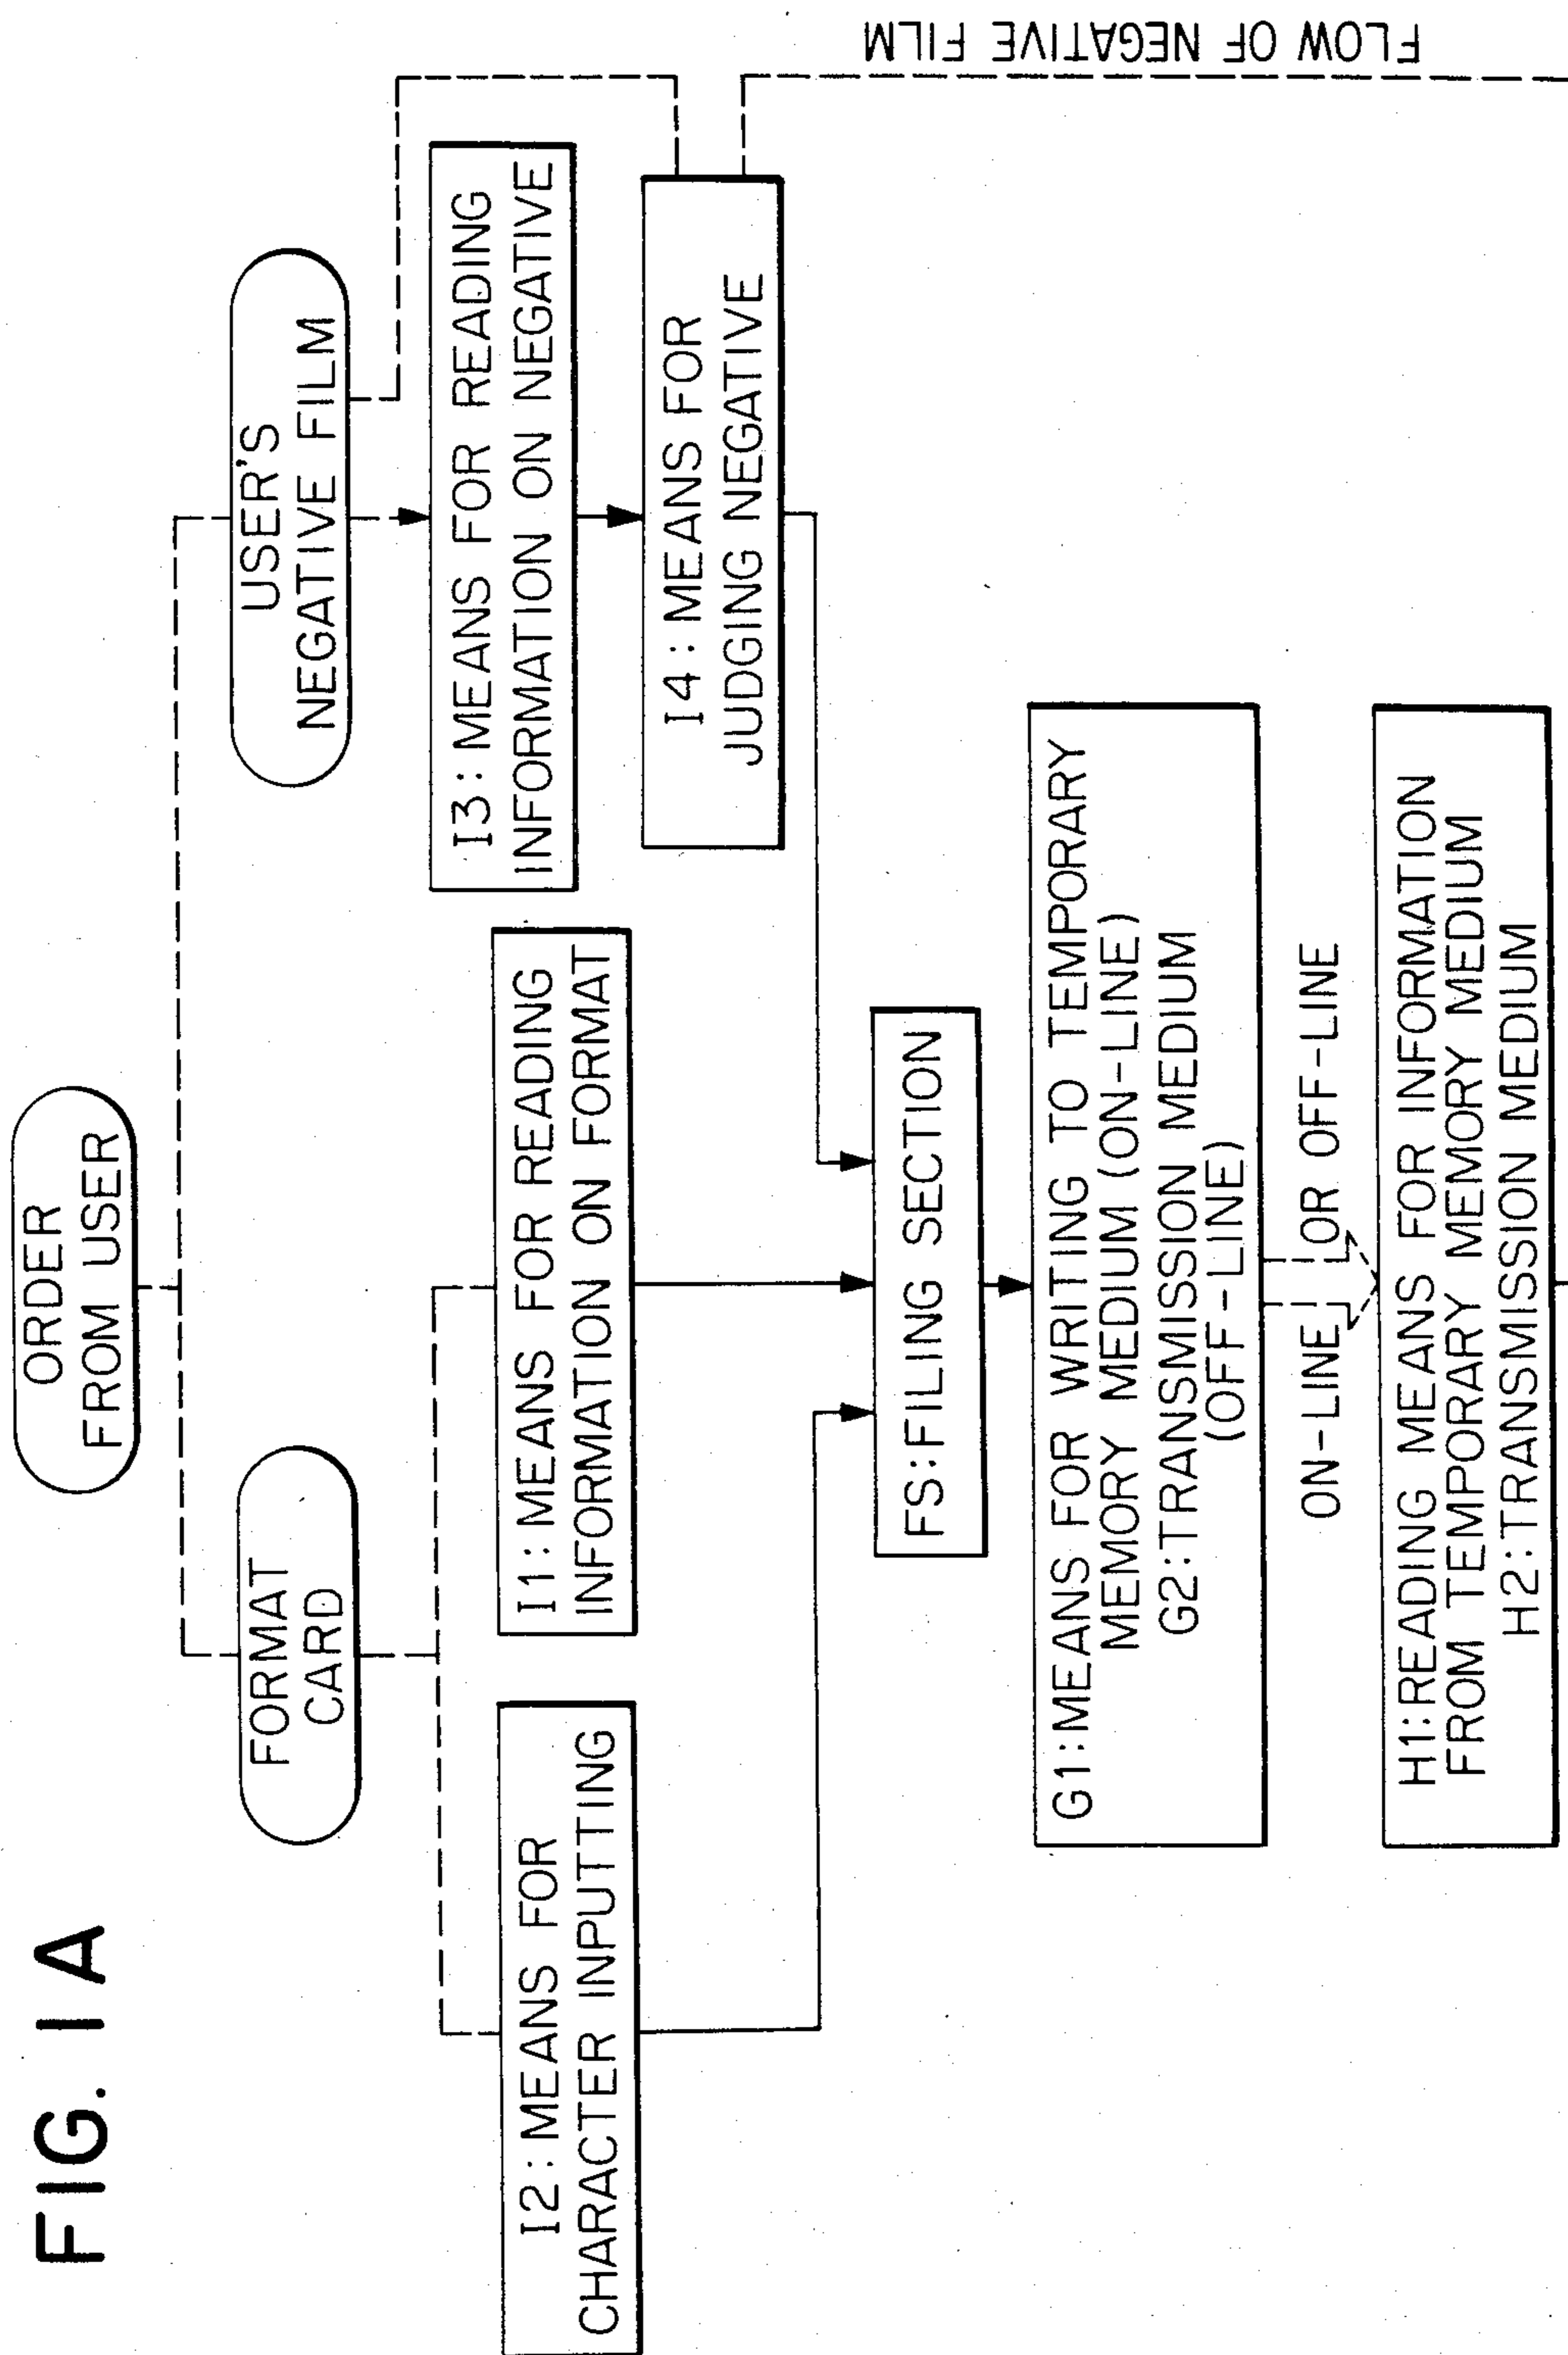 FIG. 1A
ORDER
FROM USER
FORMAT
CARD
USER'S
NEGATIVE FILM
I2:MEANS FOR
CHARACTER INPUTTING
I1:MEANS FOR READING
INFORMATION ON FORMAT
I3:MEANS FOR READING
INFORMATION ON NEGATIVE
I4:MEANS FOR
JUDGING NEGATIVE
FS:FILING SECTION
G1:MEANS FOR WRITING TO TEMPORARY
MEMORY MEDIUM (ON-LINE)
G2:TRANSMISSION MEDIUM
(OFF-LINE)
ON-LINE OR OFF-LINE
H1:READING MEANS FOR INFORMATION
FROM TEMPORARY MEMORY MEDIUM
H2:TRANSMISSION MEDIUM
FLOW OF NEGATIVE FILM